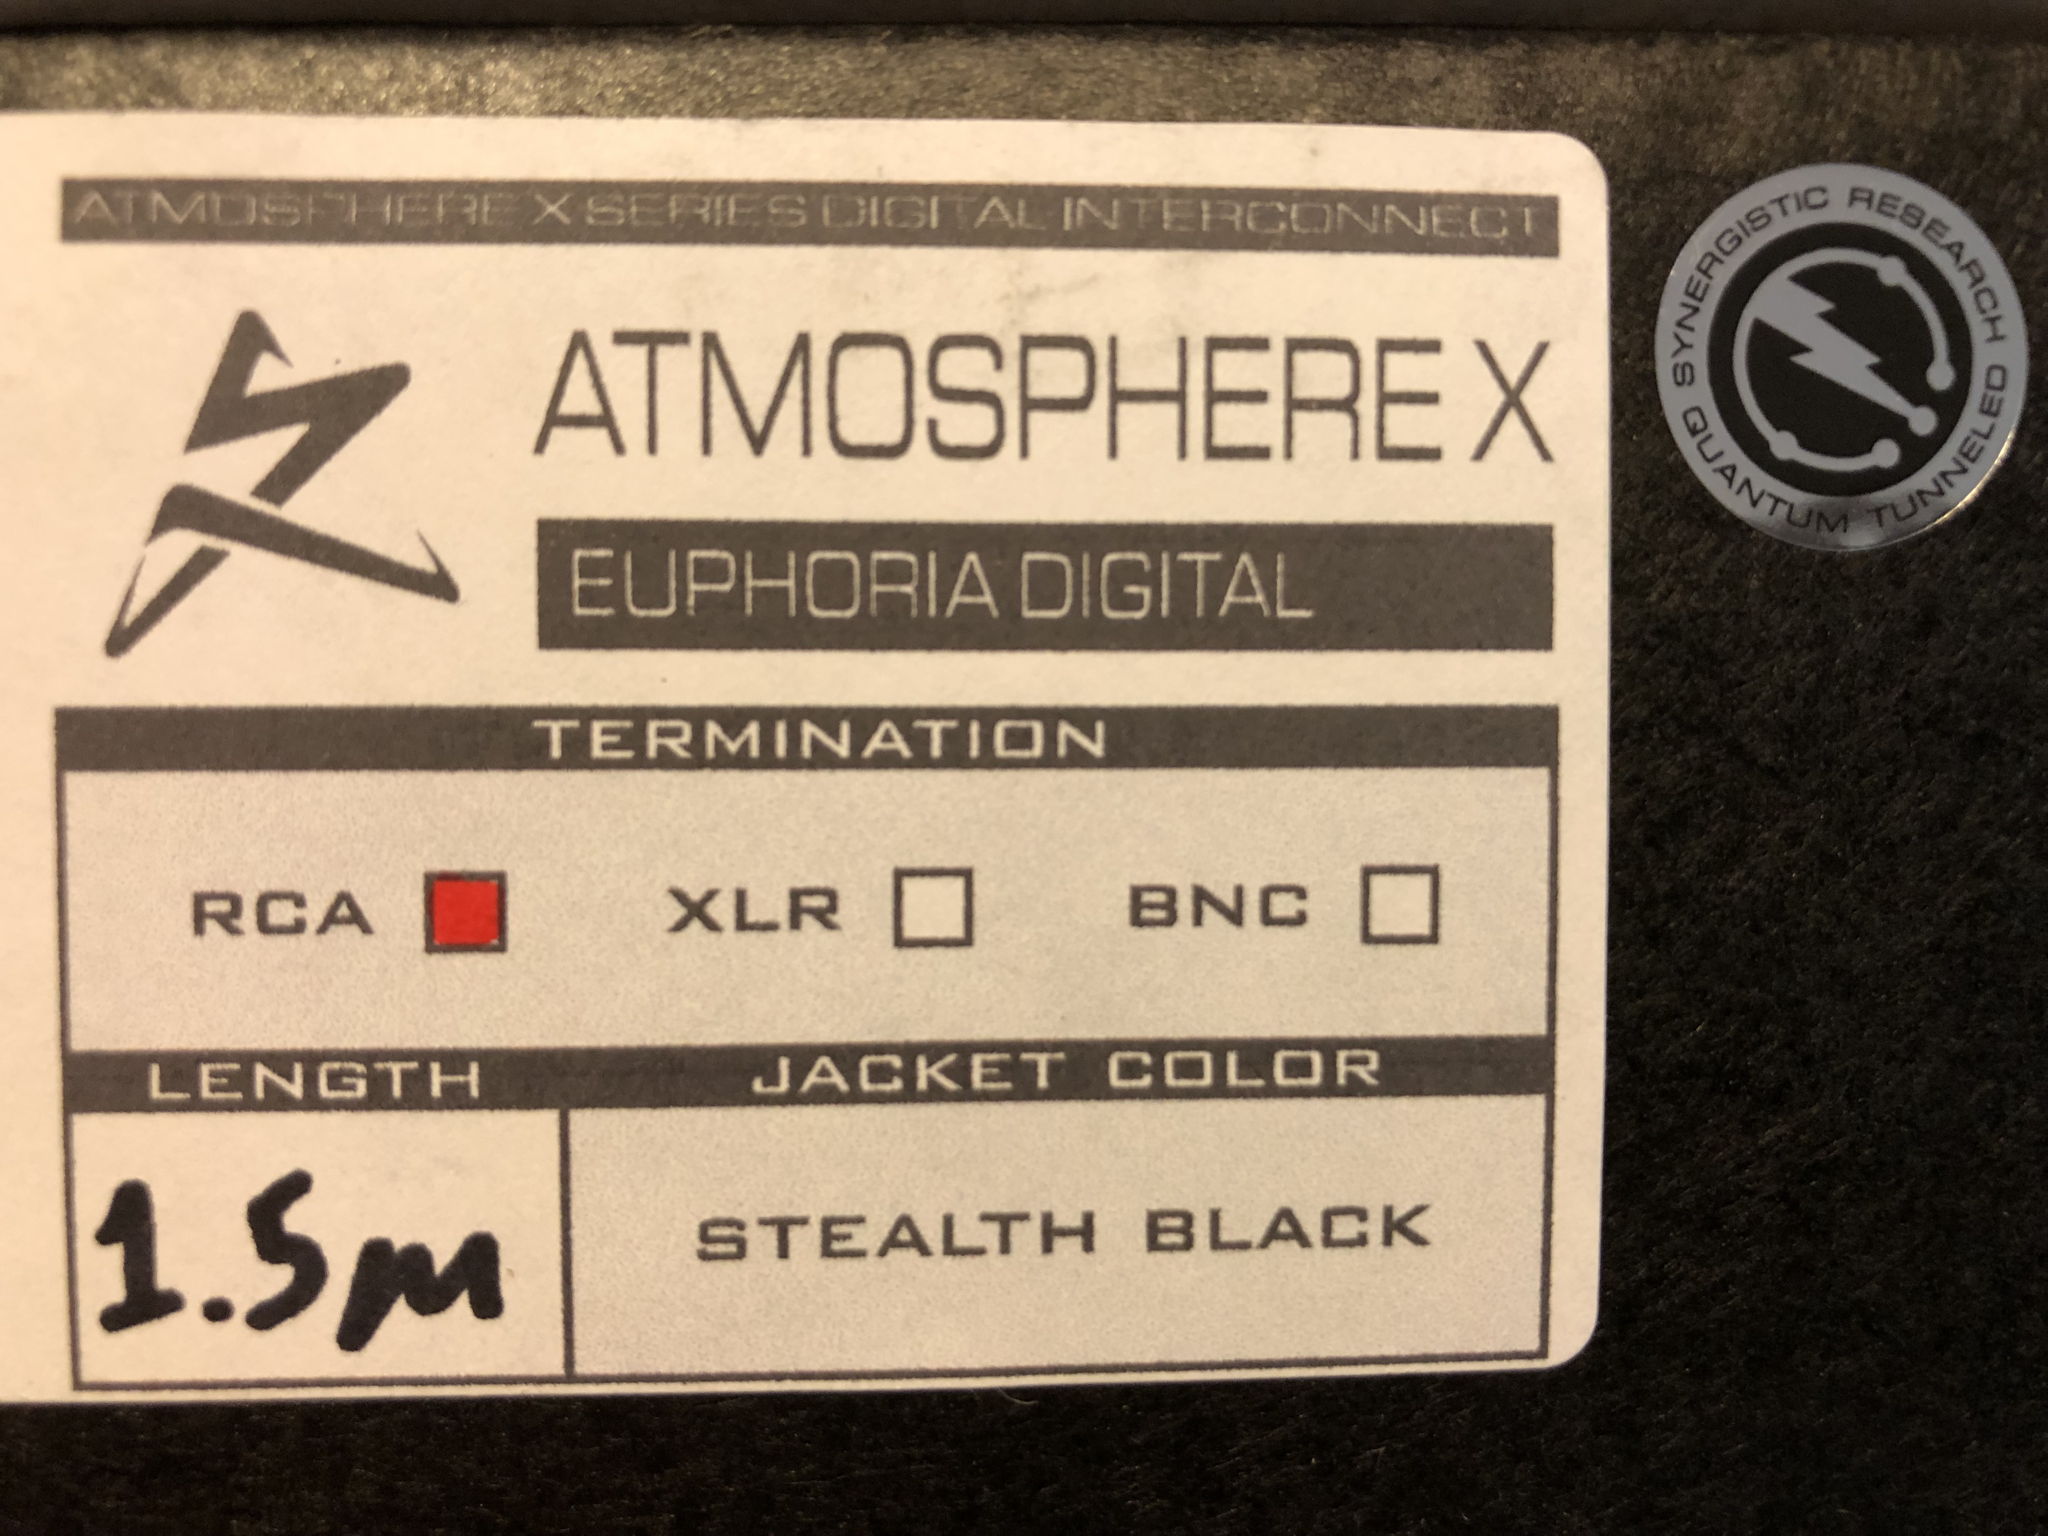 ATMOSPHERE X SERIES DIGITAL INTERCONNECT
ATMOSPHERE X
EUPHORIA DIGITAL
SYNERGISTIC RESEARCH
QUANTUM TUNNELED
TERMINATION
RCA XLR BNC
LENGTH JACKET COLOR
1.5m STEALTH BLACK